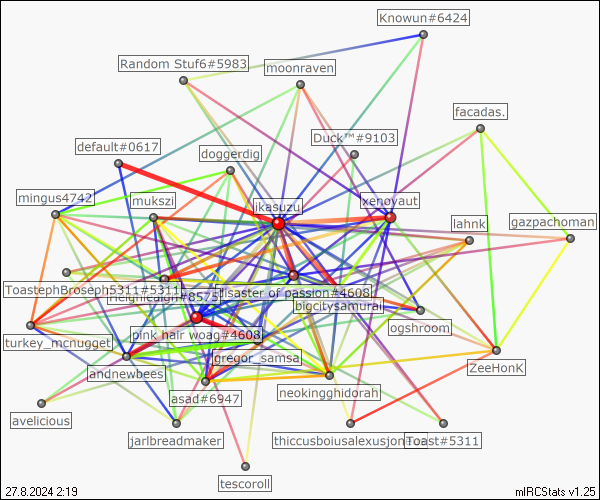 Knowun#6424
Random Stuf6#5983
moonraven
facadas.
Duck™#9103
default#0617
doggerdig
mingus4742
mukszi
ikasuzu
xenoyaut
lahnk
gazpachoman
ToastephBroseph5311#5311
#8575
disaster of passion#4608
bigcitysamurai
ogshroom
turkey_mcnugget
pink hair woag#4608
gregor_samsa
andnewbees
ZeeHonK
asad#6947
neokingghidorah
avelicious
jarlbreadmaker
thiccusboiusalexusjon
Toast#5311
tescoroll
27.8.2024 2:19
mIRCStats v1.25